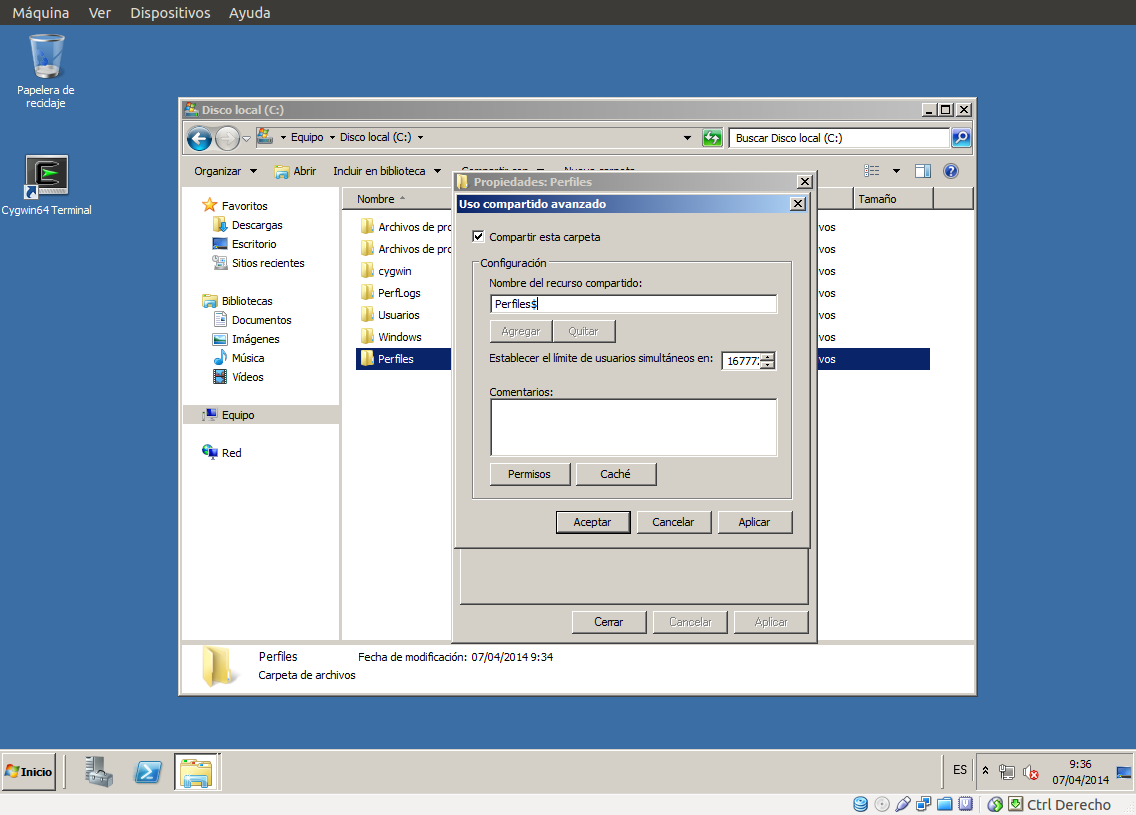 Máquina Ver Dispositivos Ayuda
Papelera de
reciclaje
Cygwin64 Terminal
Disco local (C:)
Equipo Disco local (C:)
Buscar Disco local (C:)
Organizar Abrir Incluir en biblioteca
Nombre
Tamaño
Favoritos
Descargas
Escritorio
Sitios recientes
Bibliotecas
Documentos
Imágenes
Música
Vídeos
Equipo
Red
Archivos de pro
Archivos de pro
cygwin
PerfLogs
Usuarios
Windows
Perfiles
vos
vos
vos
vos
vos
vos
vos
Propiedades: Perfiles
Uso compartido avanzado
Compartir esta carpeta
Configuración
Nombre del recurso compartido:
Perfiles$
Agregar Quitar
Establecer el límite de usuarios simultáneos en: 16777
Comentarios:
Permisos Caché
Aceptar Cancelar Aplicar
Cerrar Cancelar Aplicar
Perfiles Fecha de modificación: 07/04/2014 9:34
Carpeta de archivos
Inicio
ES
9:36
07/04/2014
Ctrl Derecho